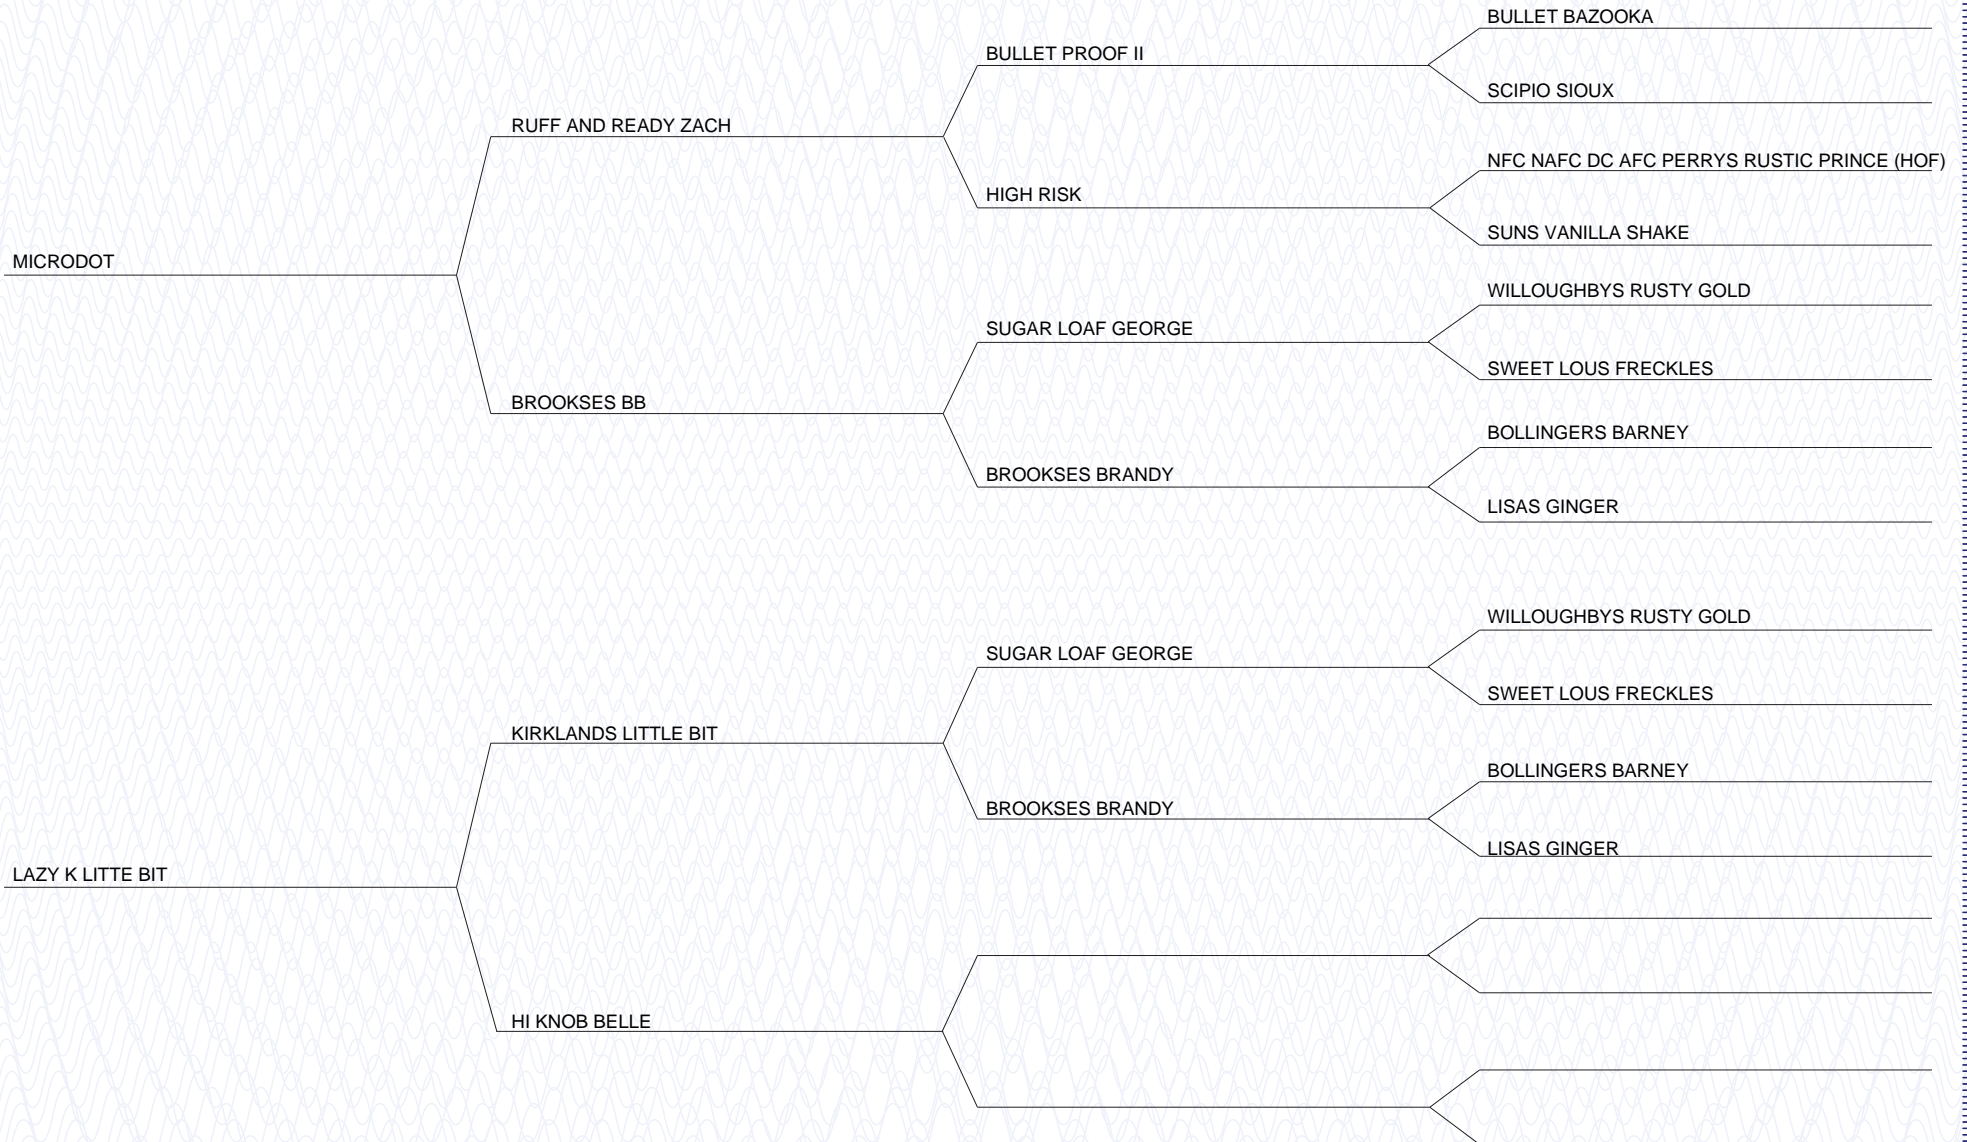 BULLET BAZOOKA
BULLET PROOF II
SCIPIO SIOUX
RUFF AND READY ZACH
NFC NAFC DC AFC PERRYS RUSTIC PRINCE (HOF)
HIGH RISK
SUNS VANILLA SHAKE
MICRODOT
WILLOUGHBYS RUSTY GOLD
SUGAR LOAF GEORGE
SWEET LOUS FRECKLES
BROOKSES BB
BOLLINGERS BARNEY
BROOKSES BRANDY
LISAS GINGER
WILLOUGHBYS RUSTY GOLD
SUGAR LOAF GEORGE
SWEET LOUS FRECKLES
KIRKLANDS LITTLE BIT
BOLLINGERS BARNEY
BROOKSES BRANDY
LISAS GINGER
LAZY K LITTE BIT
HI KNOB BELLE